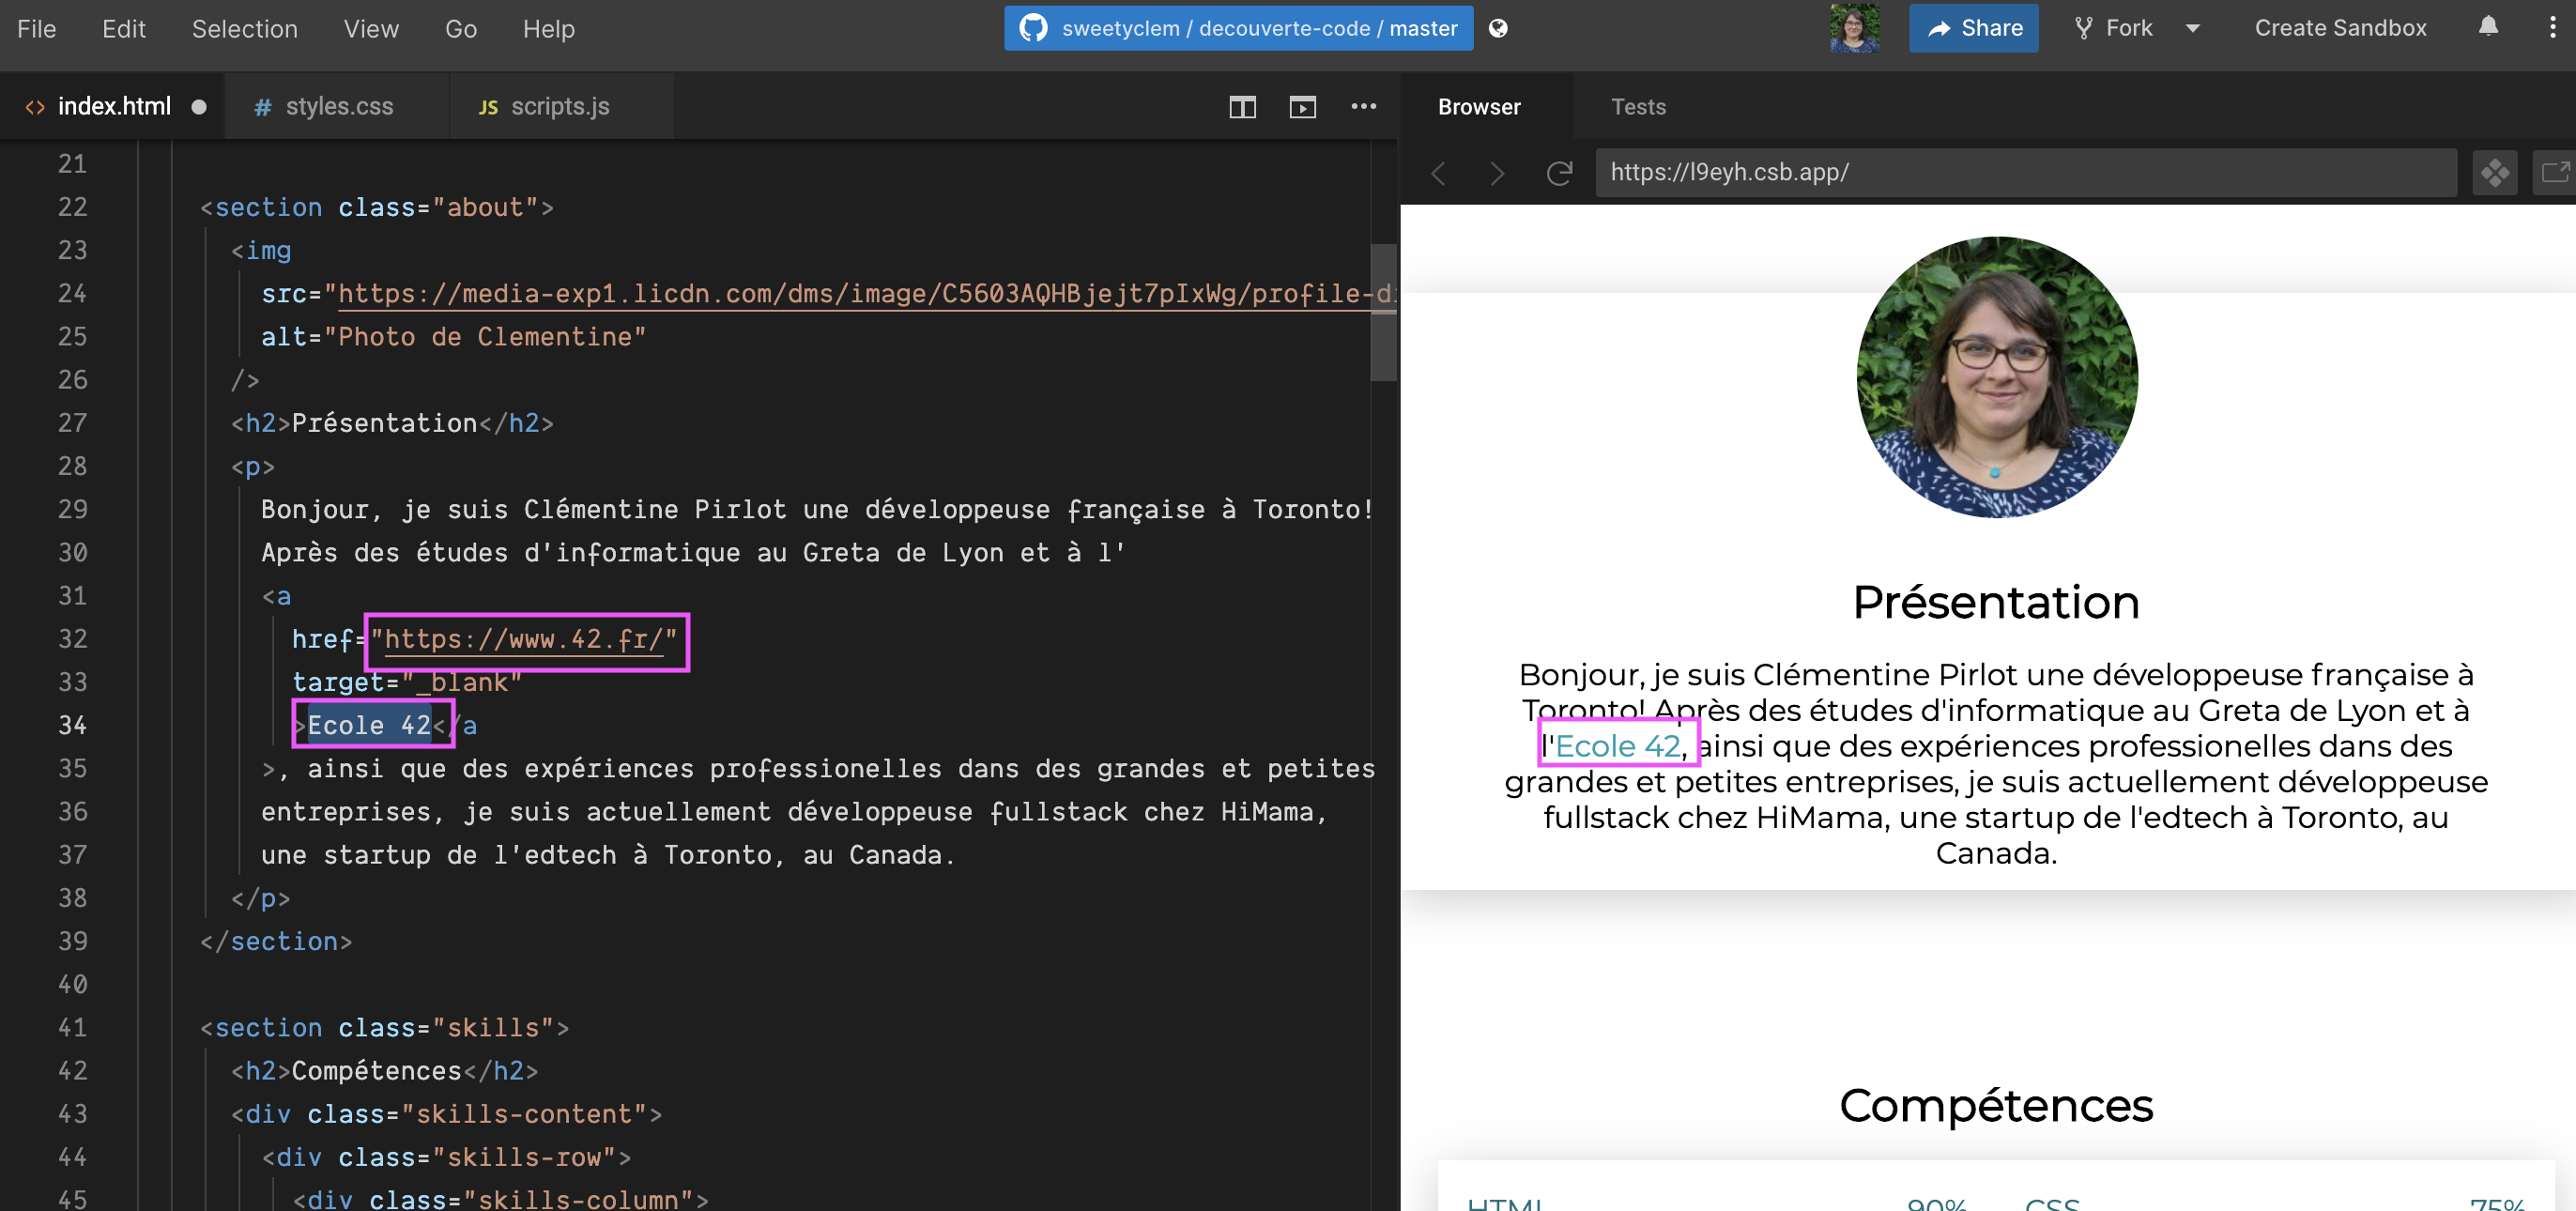 File Edit Selection View Go Help
sweetyclem / decouverte-code / master
Share Fork Create Sandbox
<> index.html # styles.css JS scripts.js
21
22 <section class="about">
23 <img
24 src="https://media-exp1.licdn.com/dms/image/C5603AQHBjejt7pIxWg/profile-di
25 alt="Photo de Clementine"
26 />
27 <h2>Présentation</h2>
28 <p>
29 Bonjour, je suis Clémentine Pirlot une développeuse française à Toronto!
30 Après des études d'informatique au Greta de Lyon et à l'
31 <a
32 href="https://www.42.fr/"
33 target="_blank"
34 >Ecole 42</a
35 >, ainsi que des expériences professionelles dans des grandes et petites
36 entreprises, je suis actuellement développeuse fullstack chez HiMama,
37 une startup de l'edtech à Toronto, au Canada.
38 </p>
39 </section>
40
41 <section class="skills">
42 <h2>Compétences</h2>
43 <div class="skills-content">
44 <div class="skills-row">
45 <div class="skills-column">
Browser Tests
https://l9eyh.csb.app/
Présentation
Bonjour, je suis Clémentine Pirlot une développeuse française à
Toronto! Après des études d'informatique au Greta de Lyon et à
l'Ecole 42, ainsi que des expériences professionelles dans des
grandes et petites entreprises, je suis actuellement développeuse
fullstack chez HiMama, une startup de l'edtech à Toronto, au
Canada.
Compétences
HTML 90% CSS 75%